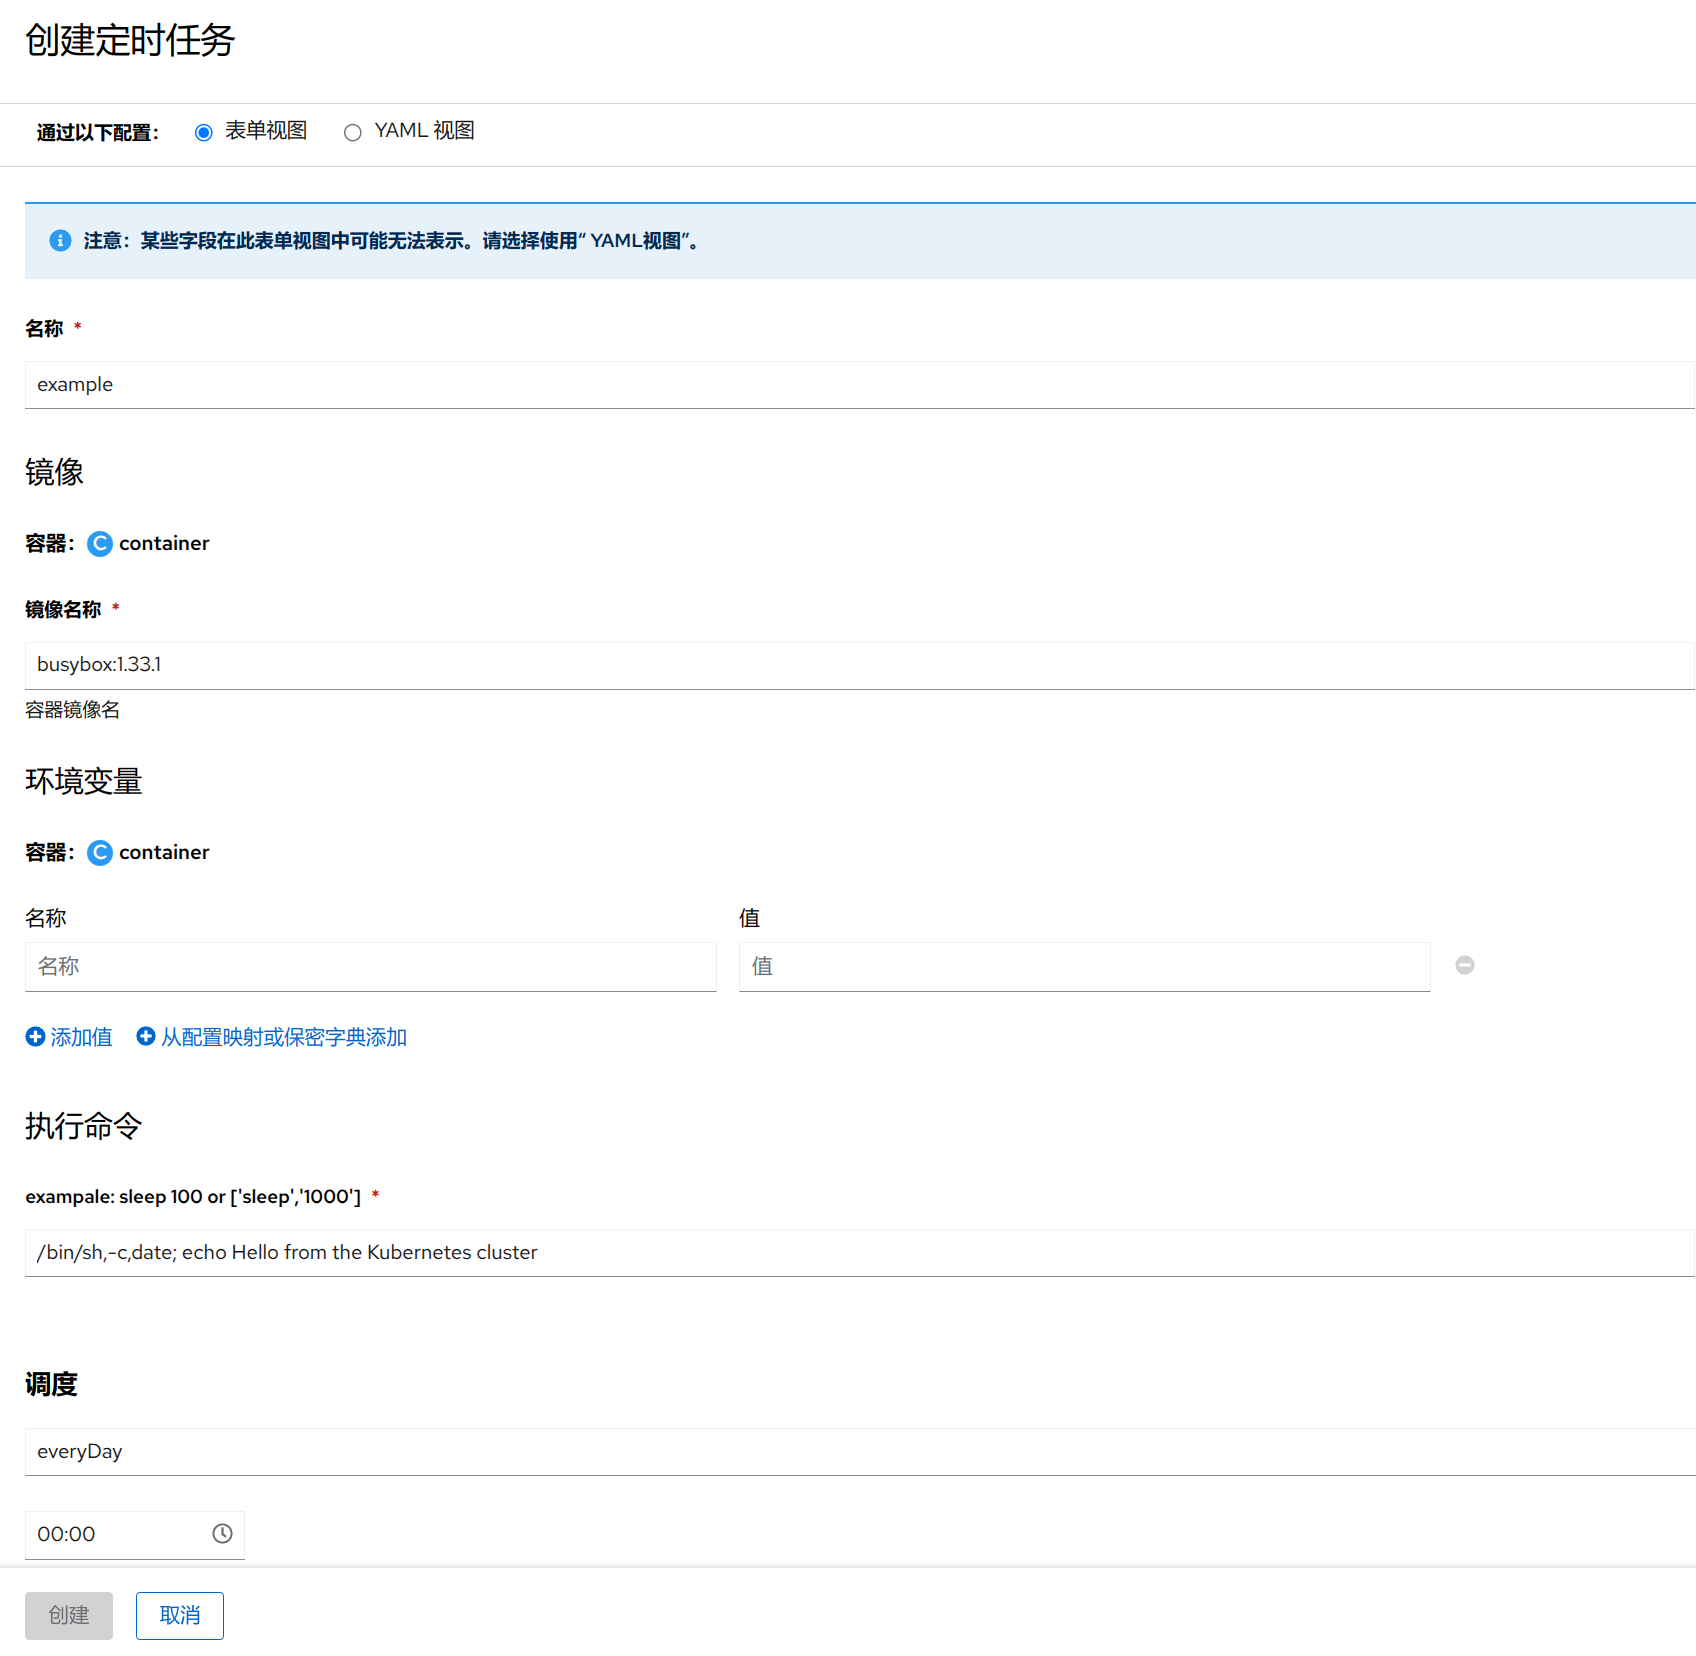 创建定时任务
通过以下配置： 表单视图 YAML 视图
注意：某些字段在此表单视图中可能无法表示。请选择使用“ YAML视图”。
名称 *
example
镜像
容器： C container
镜像名称 *
busybox:1.33.1
容器镜像名
环境变量
容器： C container
名称 值
名称 值
添加值 从配置映射或保密字典添加
执行命令
exampale: sleep 100 or ['sleep','1000'] *
/bin/sh,-c,date; echo Hello from the Kubernetes cluster
调度
everyDay
00:00
创建 取消